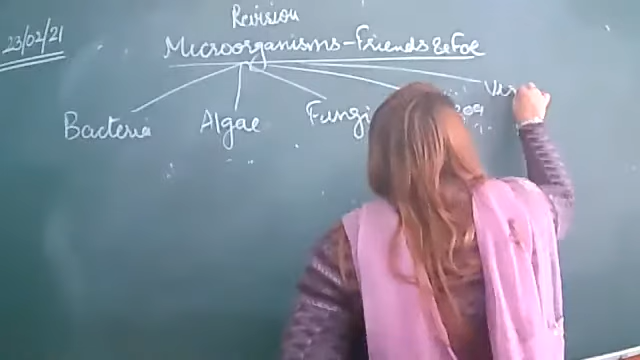 Revision
23/02/21
Microorganisms - Friends & Foe
Bacteria Algae Fungi